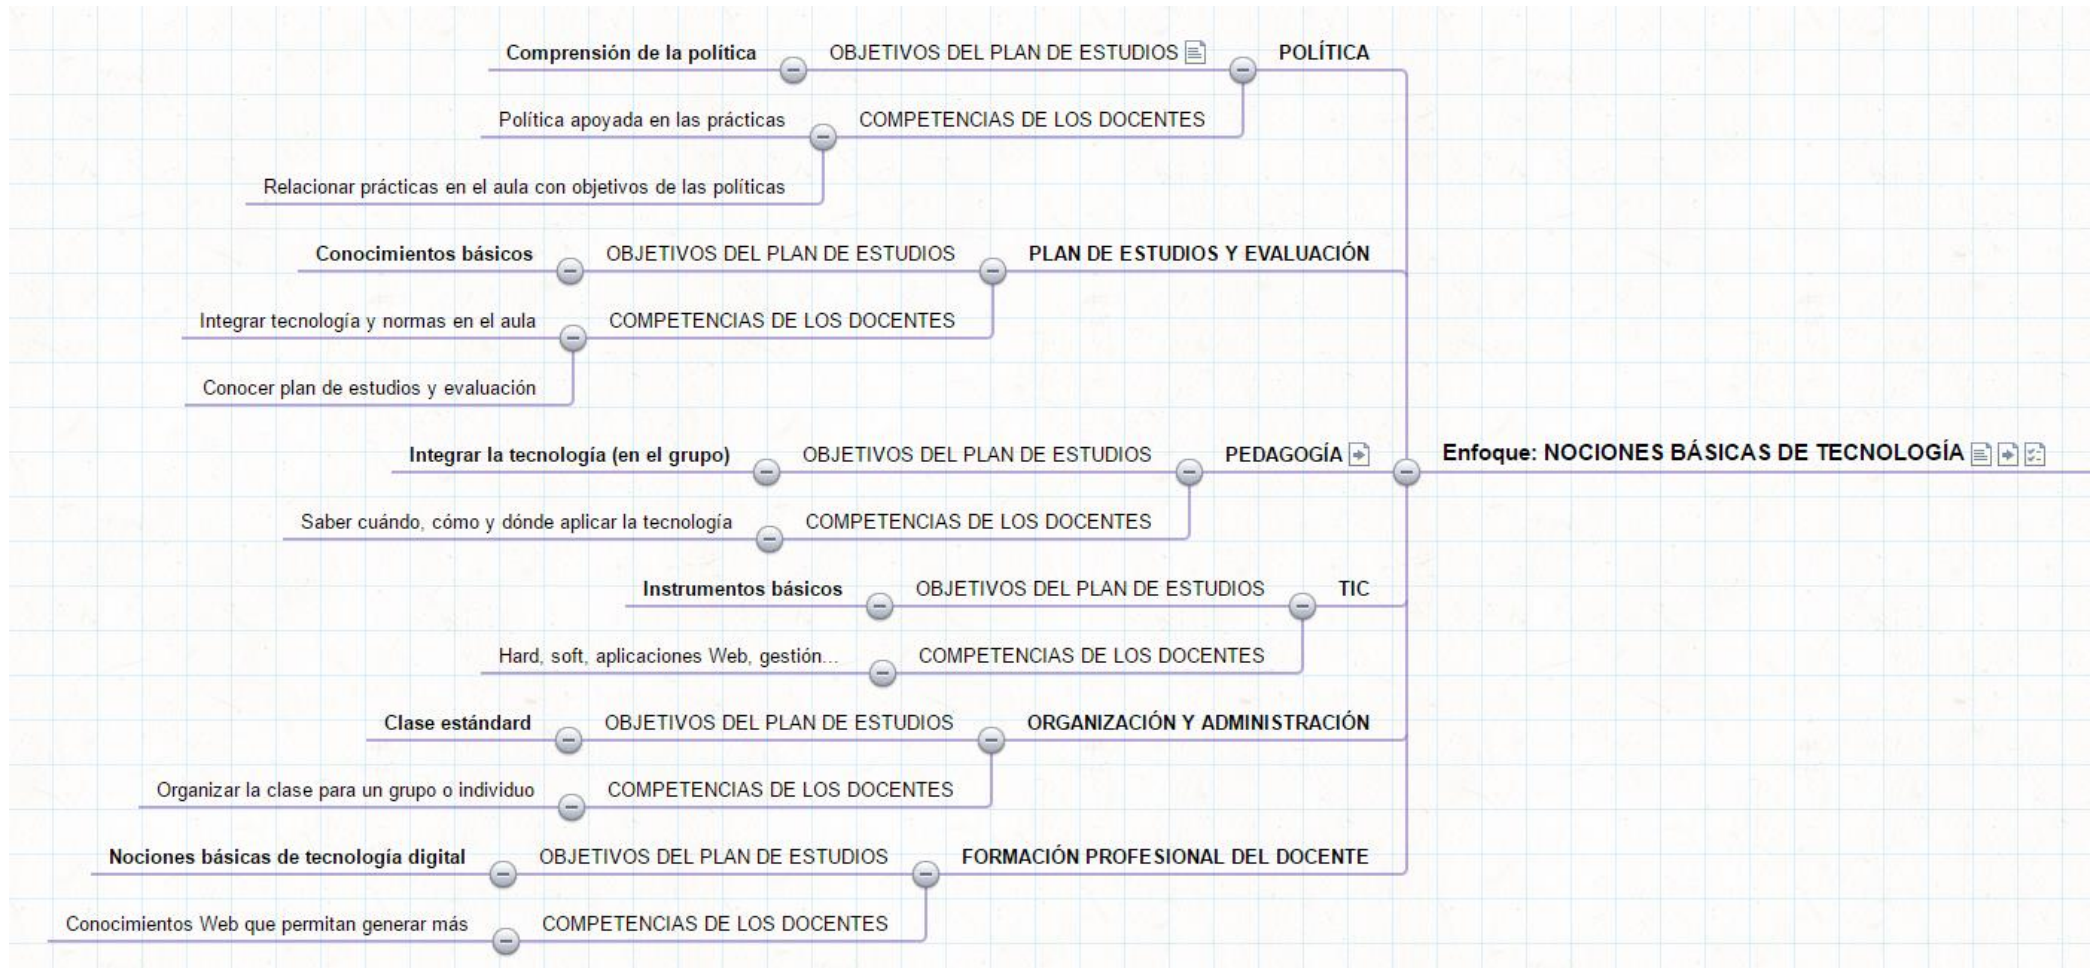 Comprensión de la política OBJETIVOS DEL PLAN DE ESTUDIOS POLÍTICA
Política apoyada en las prácticas COMPETENCIAS DE LOS DOCENTES
Relacionar prácticas en el aula con objetivos de las políticas
Conocimientos básicos OBJETIVOS DEL PLAN DE ESTUDIOS PLAN DE ESTUDIOS Y EVALUACIÓN
Integrar tecnología y normas en el aula COMPETENCIAS DE LOS DOCENTES
Conocer plan de estudios y evaluación
Integrar la tecnología (en el grupo) OBJETIVOS DEL PLAN DE ESTUDIOS PEDAGOGÍA Enfoque: NOCIONES BÁSICAS DE TECNOLOGÍA
Saber cuándo, cómo y dónde aplicar la tecnología COMPETENCIAS DE LOS DOCENTES
Instrumentos básicos OBJETIVOS DEL PLAN DE ESTUDIOS TIC
Hard, soft, aplicaciones Web, gestión... COMPETENCIAS DE LOS DOCENTES
Clase estándard OBJETIVOS DEL PLAN DE ESTUDIOS ORGANIZACIÓN Y ADMINISTRACIÓN
Organizar la clase para un grupo o individuo COMPETENCIAS DE LOS DOCENTES
Nociones básicas de tecnología digital OBJETIVOS DEL PLAN DE ESTUDIOS FORMACIÓN PROFESIONAL DEL DOCENTE
Conocimientos Web que permitan generar más COMPETENCIAS DE LOS DOCENTES